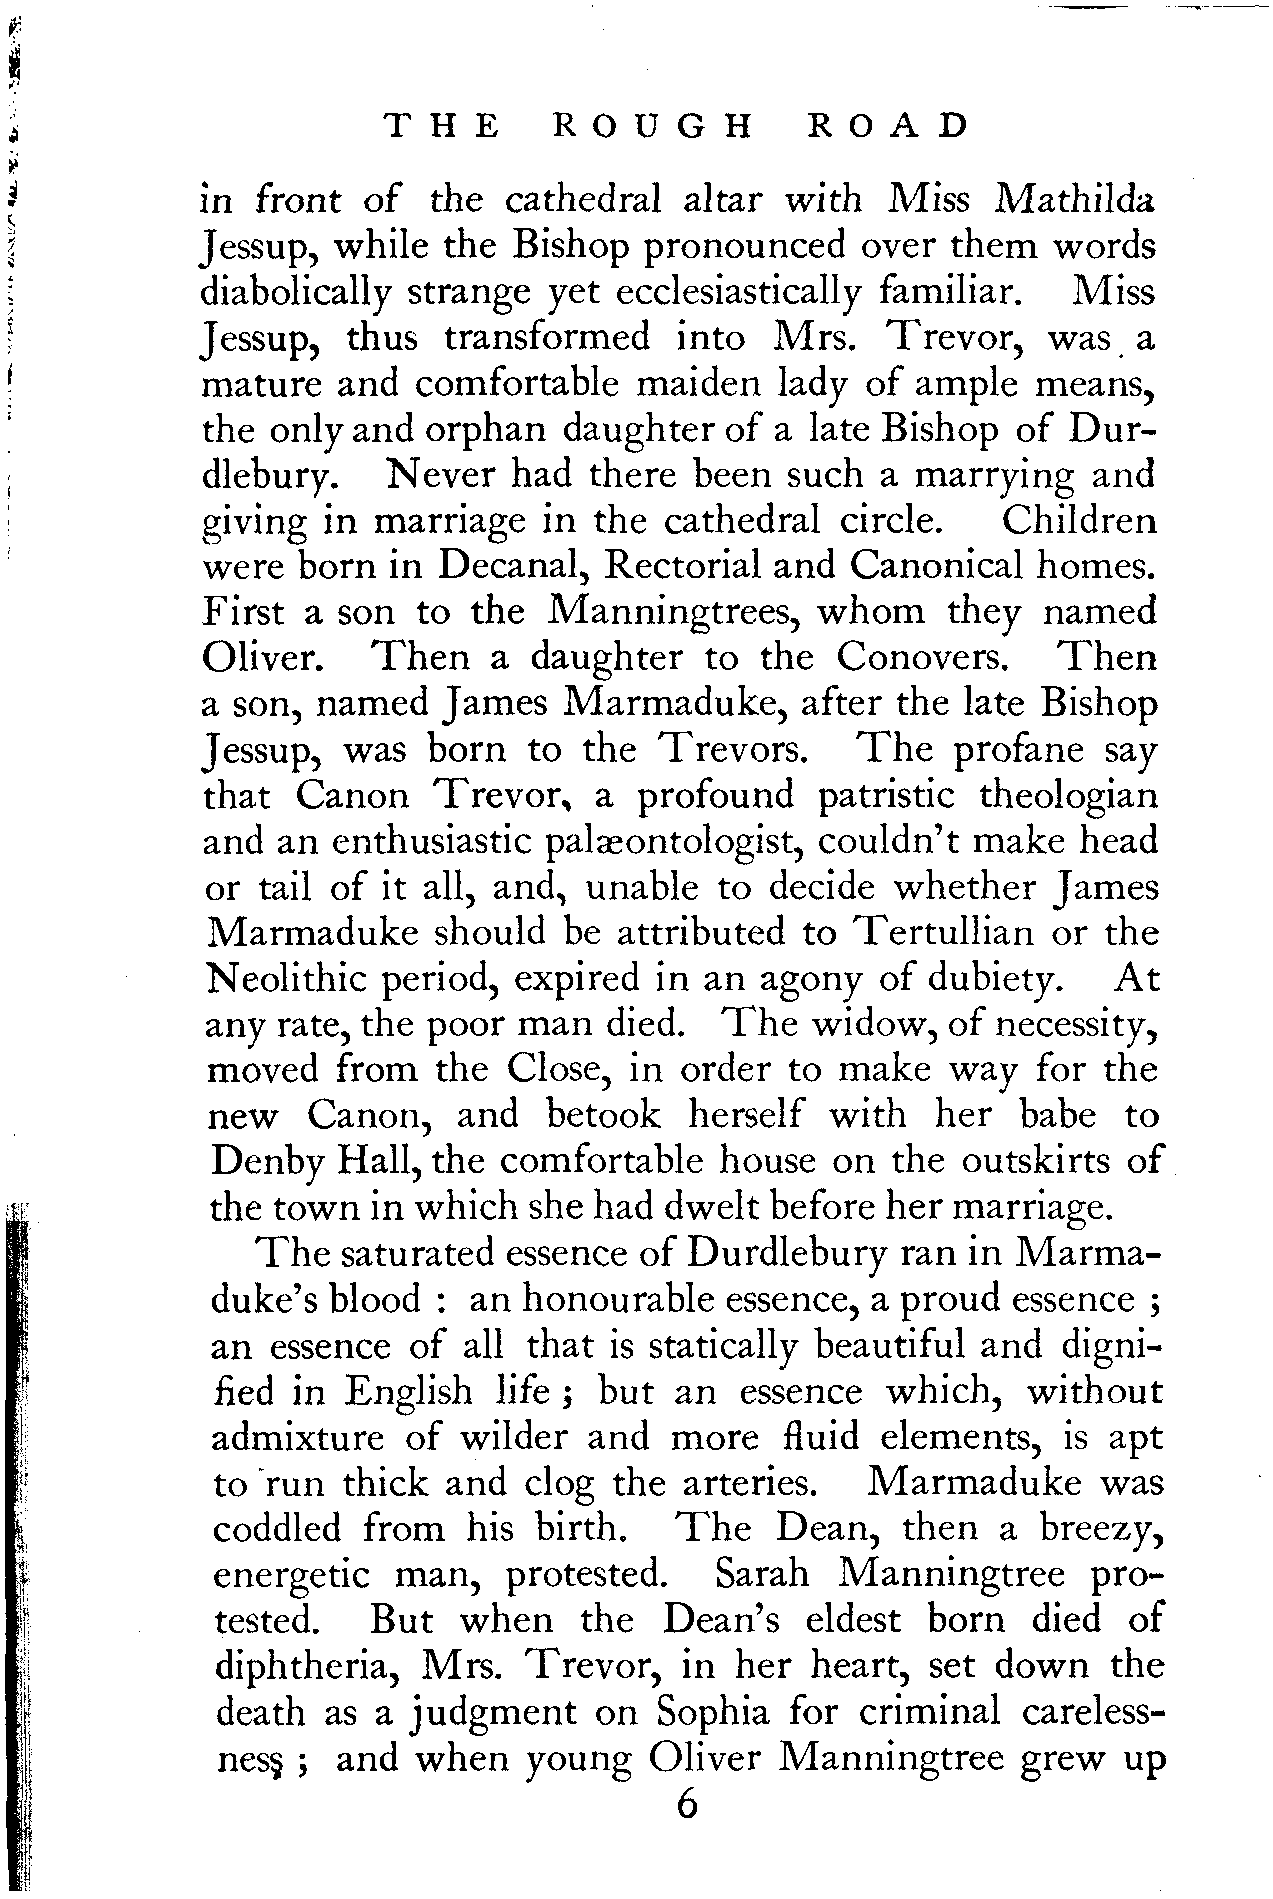 THE ROUGH ROAD
in front of the cathedral altar with Miss Mathilda
Jessup, while the Bishop pronounced over them words
diabolically strange yet ecclesiastically familiar. Miss
Jessup, thus transformed into Mrs. Trevor, was a
mature and comfortable maiden lady of ample means,
the only and orphan daughter of a late Bishop of Dur-
dlebury. Never had there been such a marrying and
giving in marriage in the cathedral circle. Children
were born in Decanal, Rectorial and Canonical homes.
First a son to the Manningtrees, whom they named
Oliver. Then a daughter to the Conovers. Then
a son, named James Marmaduke, after the late Bishop
Jessup, was born to the Trevors. The profane say
that Canon Trevor, a profound patristic theologian
and an enthusiastic palæontologist, couldn't make head
or tail of it all, and, unable to decide whether James
Marmaduke should be attributed to Tertullian or the
Neolithic period, expired in an agony of dubiety. At
any rate, the poor man died. The widow, of necessity,
moved from the Close, in order to make way for the
new Canon, and betook herself with her babe to
Denby Hall, the comfortable house on the outskirts of
the town in which she had dwelt before her marriage.
The saturated essence of Durdlebury ran in Marma-
duke's blood : an honourable essence, a proud essence ;
an essence of all that is statically beautiful and digni-
fied in English life ; but an essence which, without
admixture of wilder and more fluid elements, is apt
to run thick and clog the arteries. Marmaduke was
coddled from his birth. The Dean, then a breezy,
energetic man, protested. Sarah Manningtree pro-
tested. But when the Dean's eldest born died of
diphtheria, Mrs. Trevor, in her heart, set down the
death as a judgment on Sophia for criminal careless-
ness ; and when young Oliver Manningtree grew up
6